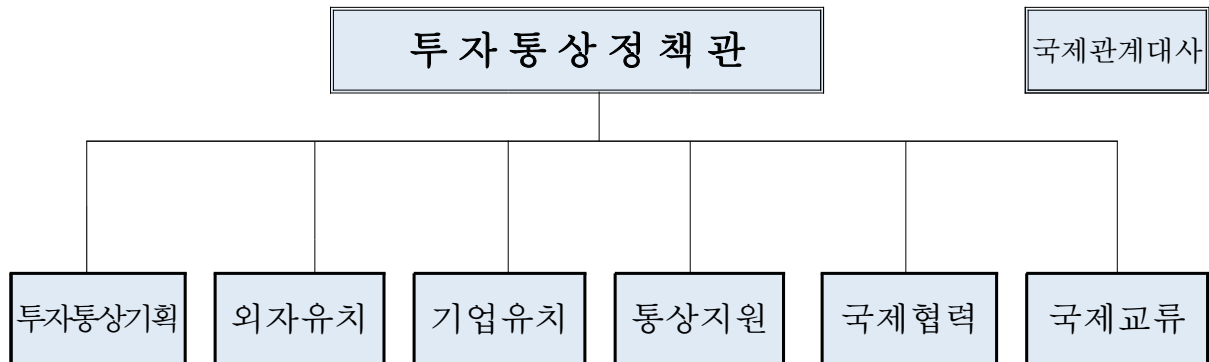 투자통상정책관
국제관계대사
투자통상기획
외자유치
기업유치
통상지원
국제협력
국제교류